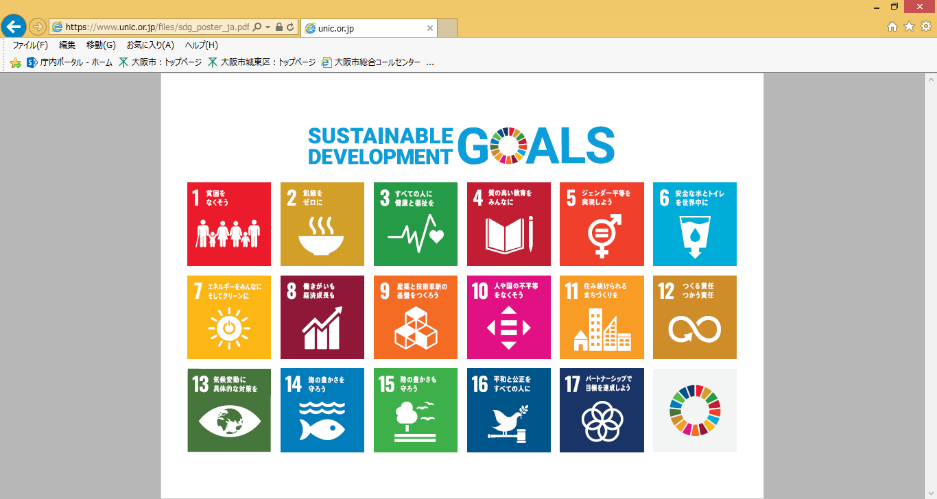 https://www.unic.or.jp/files/sdg_poster_ja.pdf
unic.or.jp
ファイル(F) 編集 移動(G) お気に入り(A) ヘルプ(H)
庁内ポータル - ホーム 大阪市：トップページ 大阪市城東区：トップページ 大阪市総合コールセンター ...
SUSTAINABLE
DEVELOPMENT
GOALS
1 貧困を
なくそう
2 飢餓を
ゼロに
3 すべての人に
健康と福祉を
4 質の高い教育を
みんなに
5 ジェンダー平等を
実現しよう
6 安全な水とトイレ
を世界中に
7 エネルギーをみんなに
そしてクリーンに
8 働きがいも
経済成長も
9 産業と技術革新の
基盤をつくろう
10 人や国の不平等
をなくそう
11 住み続けられる
まちづくりを
12 つくる責任
つかう責任
13 気候変動に
具体的な対策を
14 海の豊かさを
守ろう
15 陸の豊かさも
守ろう
16 平和と公正を
すべての人に
17 パートナーシップで
目標を達成しよう